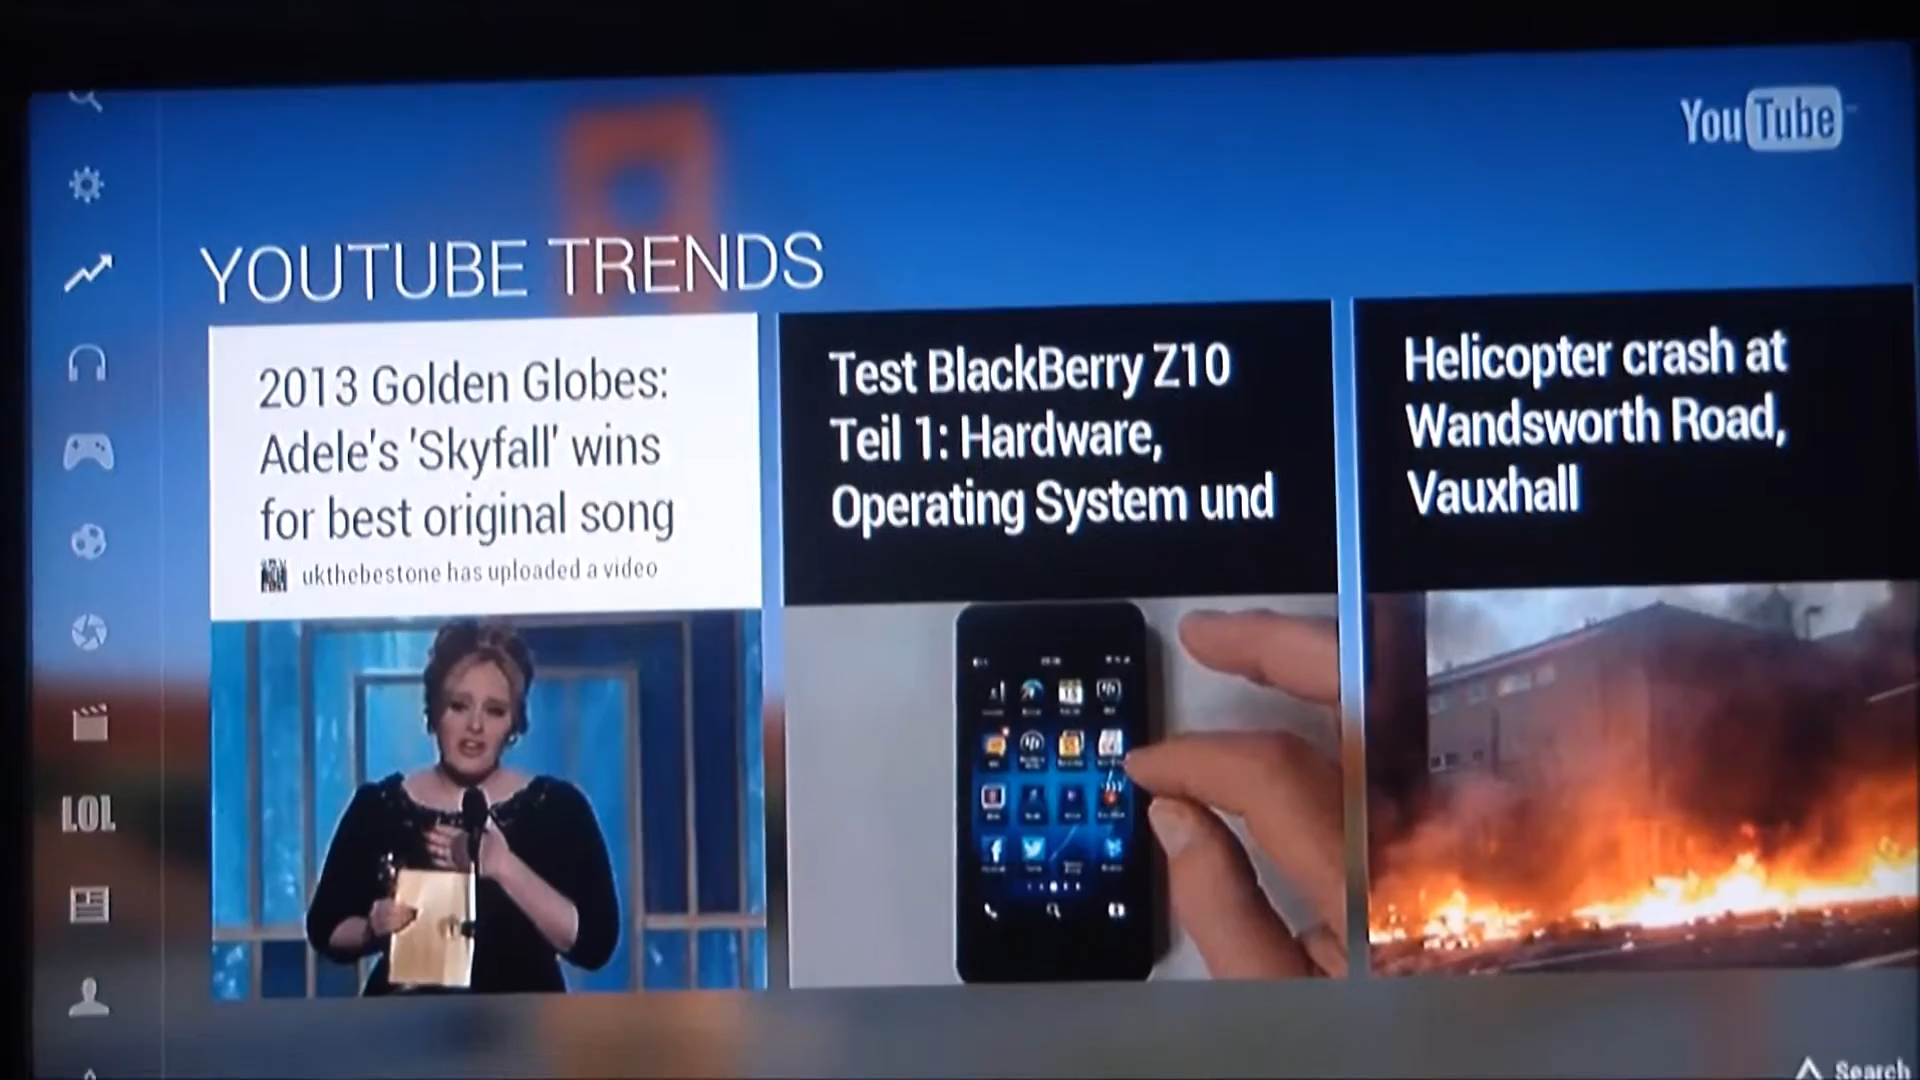 YouTube
YOUTUBE TRENDS
2013 Golden Globes:
Adele's 'Skyfall' wins
for best original song
ukthebestone has uploaded a video
Test BlackBerry Z10
Teil 1: Hardware,
Operating System und
Helicopter crash at
Wandsworth Road,
Vauxhall
LOL
Search